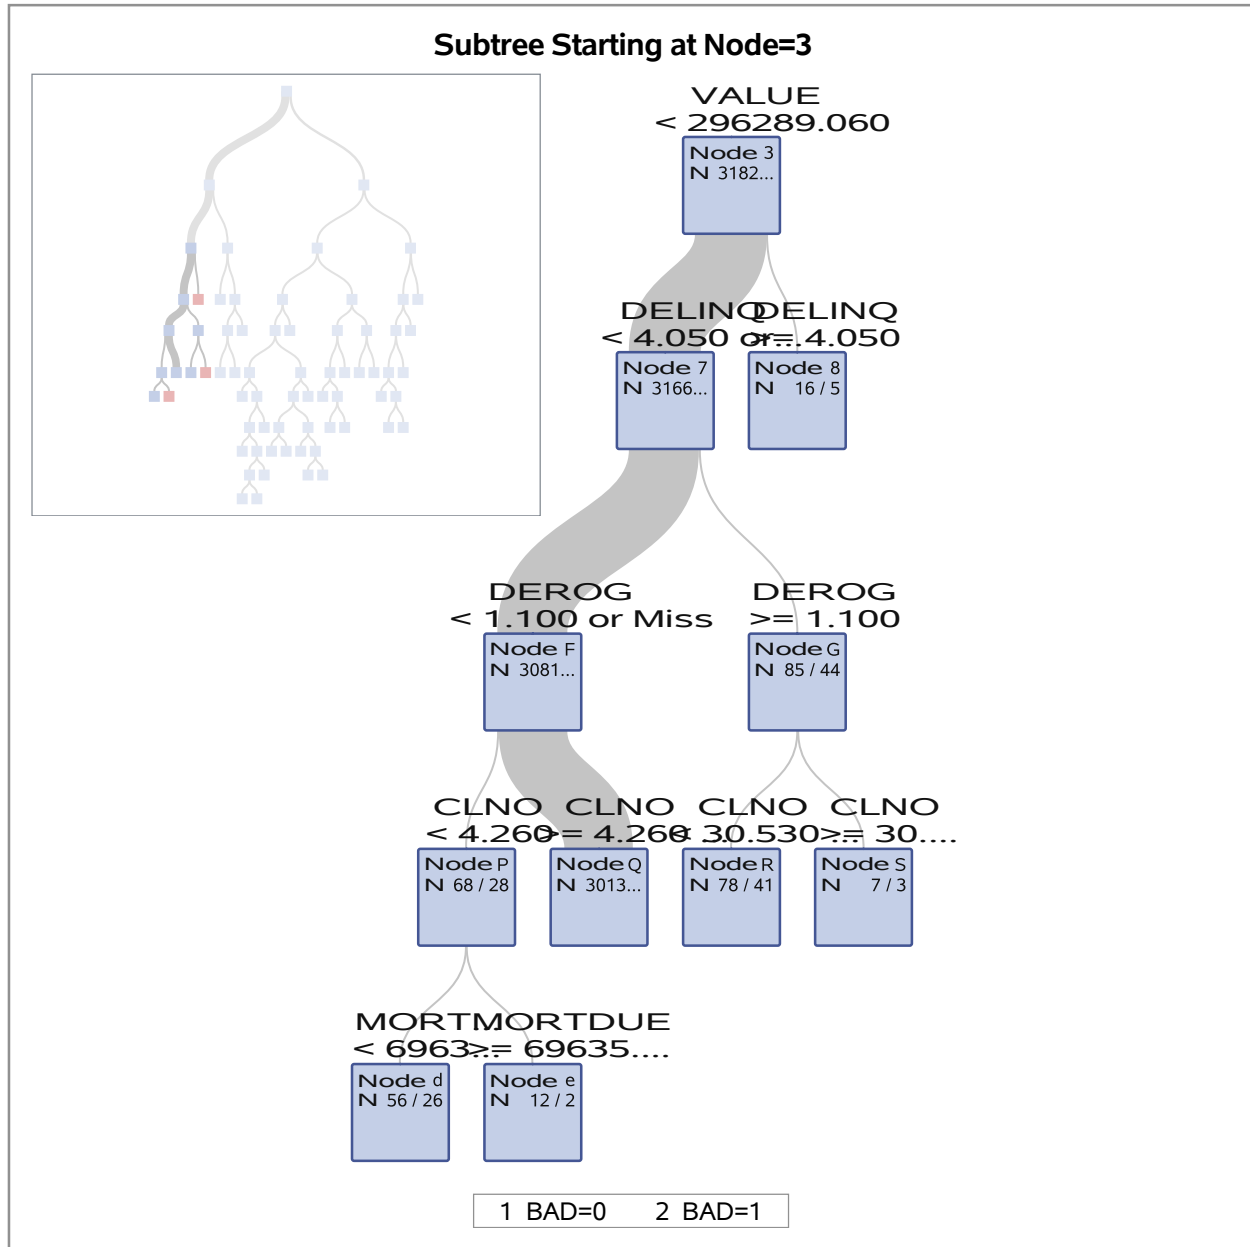 Subtree Starting at Node=3
VALUE
< 296289.060
Node 3
N 3182...
DELINQ
< 4.050 or...
DELINQ
>= 4.050
Node 7
N 3166...
Node 8
N 16 / 5
DEROG
< 1.100 or Miss
DEROG
>= 1.100
Node F
N 3081...
Node G
N 85 / 44
CLNO
< 4.260 ...
CLNO
>= 4.260
CLNO
< 30.530 ...
CLNO
>= 30....
Node P
N 68 / 28
Node Q
N 3013...
Node R
N 78 / 41
Node S
N 7 / 3
MORT...
< 6963...
MORTDUE
>= 69635....
Node d
N 56 / 26
Node e
N 12 / 2
1 BAD=0 2 BAD=1